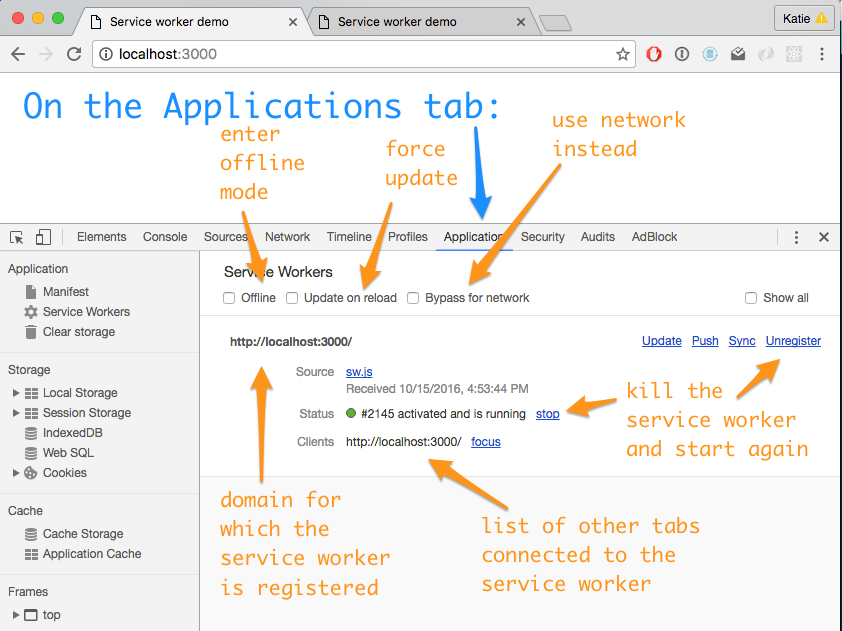 Service worker demo
Service worker demo
Katie
localhost:3000
On the Applications tab:
enter
offline
mode
force
update
use network
instead
Elements Console Sources Network Timeline Profiles Application Security Audits AdBlock
Application
Manifest
Service Workers
Clear storage
Storage
Local Storage
Session Storage
IndexedDB
Web SQL
Cookies
Cache
Cache Storage
Application Cache
Frames
top
Service Workers
Offline Update on reload Bypass for network Show all
http://localhost:3000/ Update Push Sync Unregister
Source sw.js
Received 10/15/2016, 4:53:44 PM
Status #2145 activated and is running stop
Clients http://localhost:3000/ focus
kill the
service worker
and start again
domain for
which the
service worker
is registered
list of other tabs
connected to the
service worker